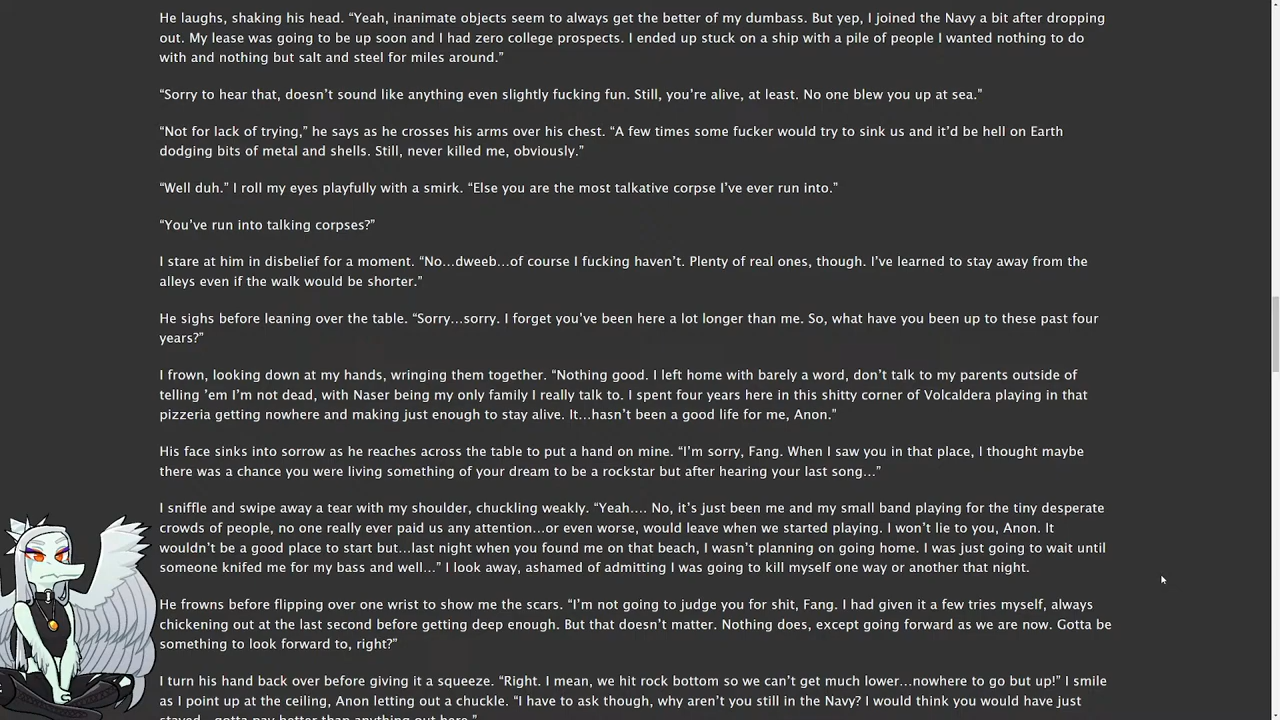 He laughs, shaking his head. “Yeah, inanimate objects seem to always get the better of my dumbass. But yep, I joined the Navy a bit after dropping
out. My lease was going to be up soon and I had zero college prospects. I ended up stuck on a ship with a pile of people I wanted nothing to do
with and nothing but salt and steel for miles around.”
“Sorry to hear that, doesn’t sound like anything even slightly fucking fun. Still, you’re alive, at least. No one blew you up at sea.”
“Not for lack of trying,” he says as he crosses his arms over his chest. “A few times some fucker would try to sink us and it’d be hell on Earth
dodging bits of metal and shells. Still, never killed me, obviously.”
“Well duh.” I roll my eyes playfully with a smirk. “Else you are the most talkative corpse I’ve ever run into.”
“You’ve run into talking corpses?”
I stare at him in disbelief for a moment. “No…dweeb…of course I fucking haven’t. Plenty of real ones, though. I’ve learned to stay away from the
alleys even if the walk would be shorter.”
He sighs before leaning over the table. “Sorry…sorry. I forget you’ve been here a lot longer than me. So, what have you been up to these past four
years?”
I frown, looking down at my hands, wringing them together. “Nothing good. I left home with barely a word, don’t talk to my parents outside of
telling ’em I’m not dead, with Naser being my only family I really talk to. I spent four years here in this shitty corner of Volcaldera playing in that
pizzeria getting nowhere and making just enough to stay alive. It…hasn’t been a good life for me, Anon.”
His face sinks into sorrow as he reaches across the table to put a hand on mine. “I’m sorry, Fang. When I saw you in that place, I thought maybe
there was a chance you were living something of your dream to be a rockstar but after hearing your last song…”
I sniffle and swipe away a tear with my shoulder, chuckling weakly. “Yeah…. No, it’s just been me and my small band playing for the tiny desperate
crowds of people, no one really ever paid us any attention…or even worse, would leave when we started playing. I won’t lie to you, Anon. It
wouldn’t be a good place to start but…last night when you found me on that beach, I wasn’t planning on going home. I was just going to wait until
someone knifed me for my bass and well…” I look away, ashamed of admitting I was going to kill myself one way or another that night.
He frowns before flipping over one wrist to show me the scars. “I’m not going to judge you for shit, Fang. I had given it a few tries myself, always
chickening out at the last second before getting deep enough. But that doesn’t matter. Nothing does, except going forward as we are now. Gotta be
something to look forward to, right?”
I turn his hand back over before giving it a squeeze. “Right. I mean, we hit rock bottom so we can’t get much lower…nowhere to go but up!” I smile
as I point up at the ceiling, Anon letting out a chuckle. “I have to ask though, why aren’t you still in the Navy? I would think you would have just
stayed…gotta pay better than anything out here.”